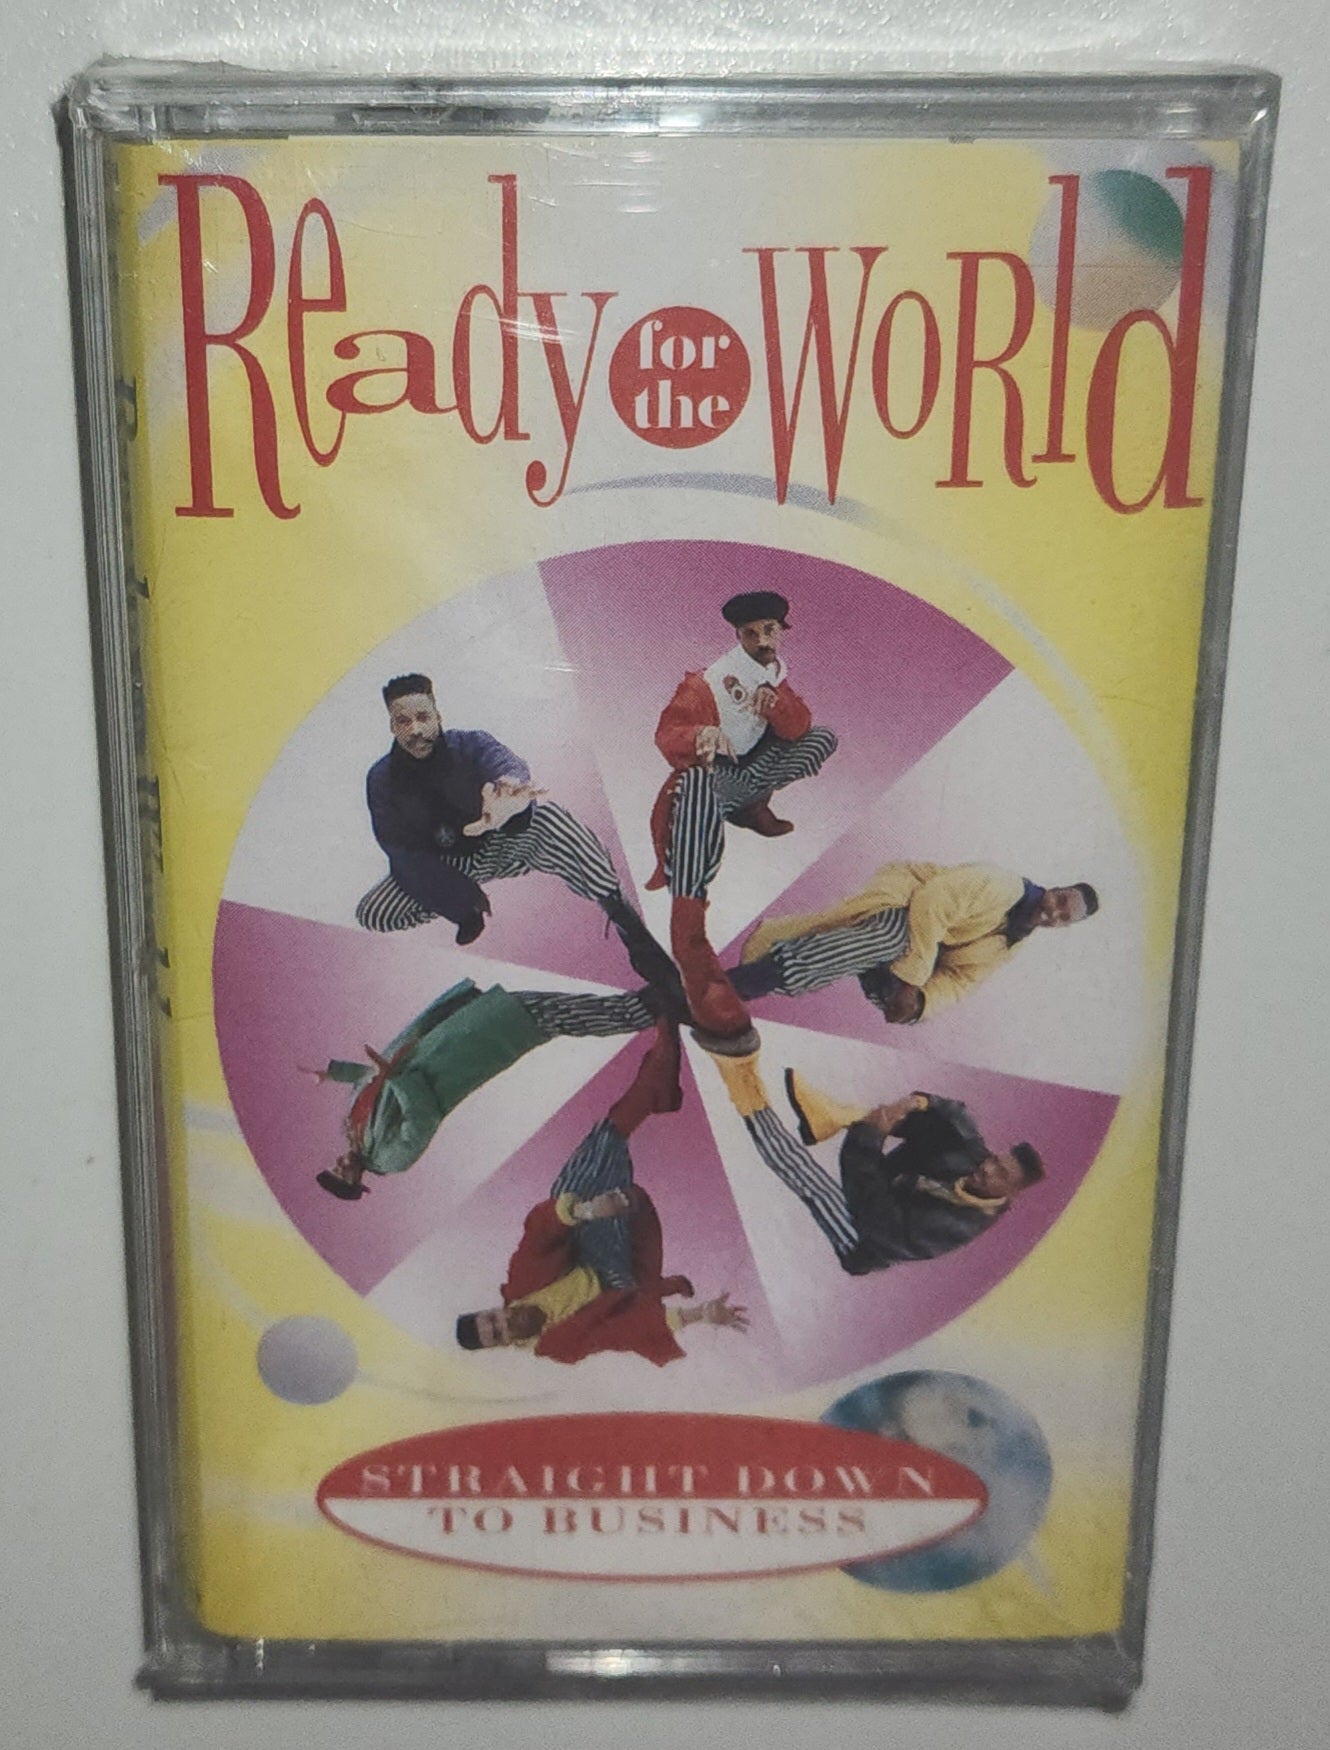 Ready for the World
STRAIGHT DOWN
TO BUSINESS